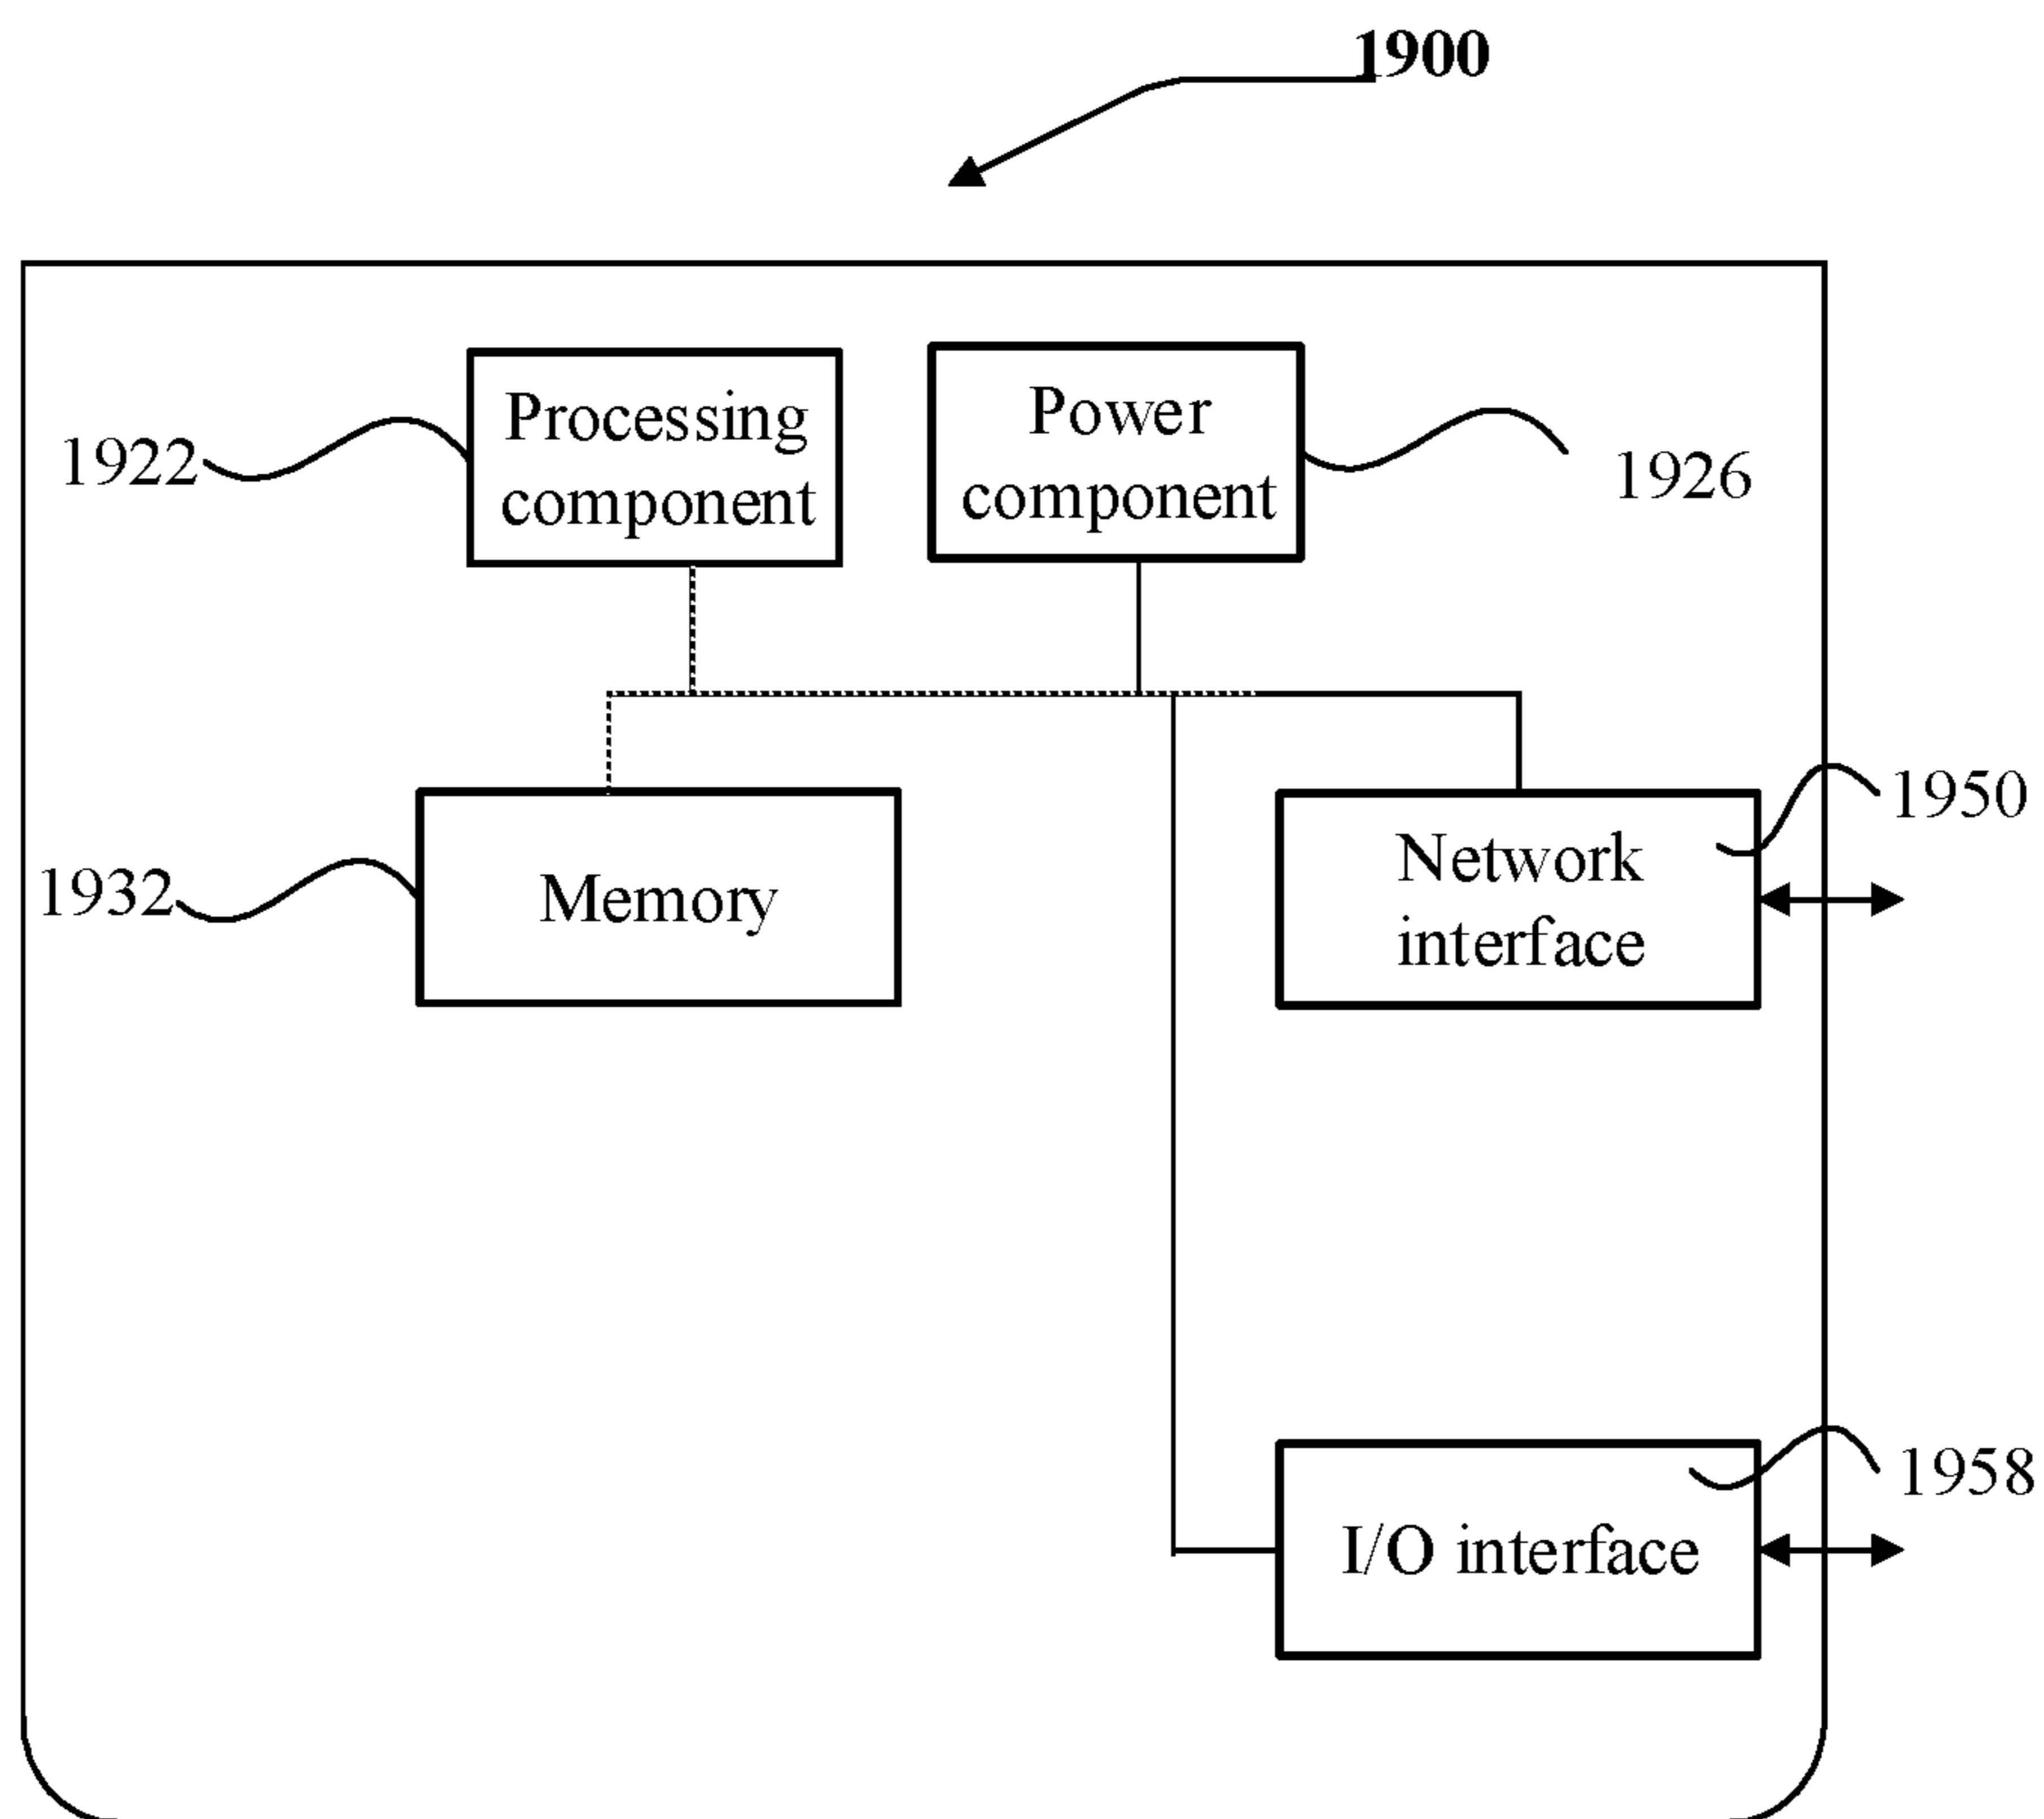 1900
Processing
component
Power
component
1922
1926
1950
Network
interface
1932
Memory
1958
I/O interface